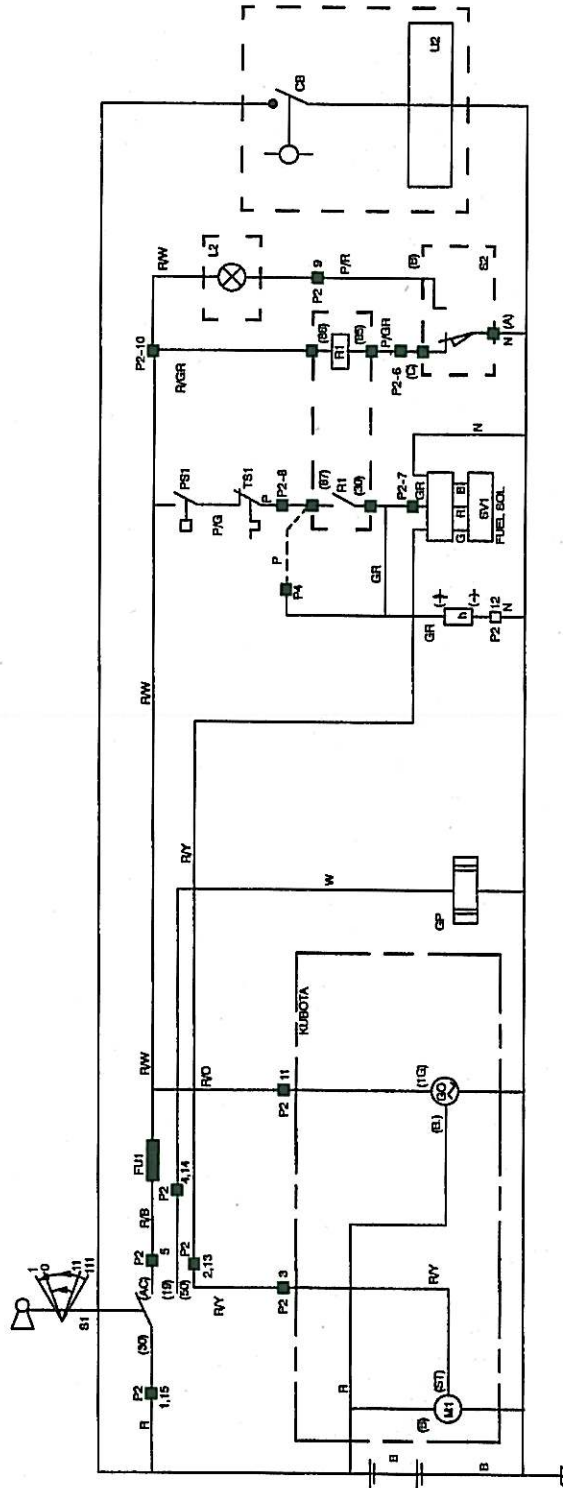 CB
U2
R/W
L2
P2 9
P/R
(B)
S2
P2-10
R/GR
(86)
R1
(85)
P/GR
P2-6
(C)
N (A)
PS1
P/G
TS1
P
P2-8
(87)
R1
(30)
P2-7
GR
N
G R B
SV1
FUEL SOL
P
P4
GR
GR
(+)
h
(-)
P2 12
N
R/W
R/Y
W
GP
KUBOTA
R/W
R/O
P2 11
(1G)
GO
(B.)
FU1
R/B
P2
4,14
P2
5
(AC)
(19)
(50)
P2
2,13
R/Y
P2 3
R/Y
1
0
11
111
S1
(30)
P2
1,15
R
R
(B)
(ST)
M1
B
B